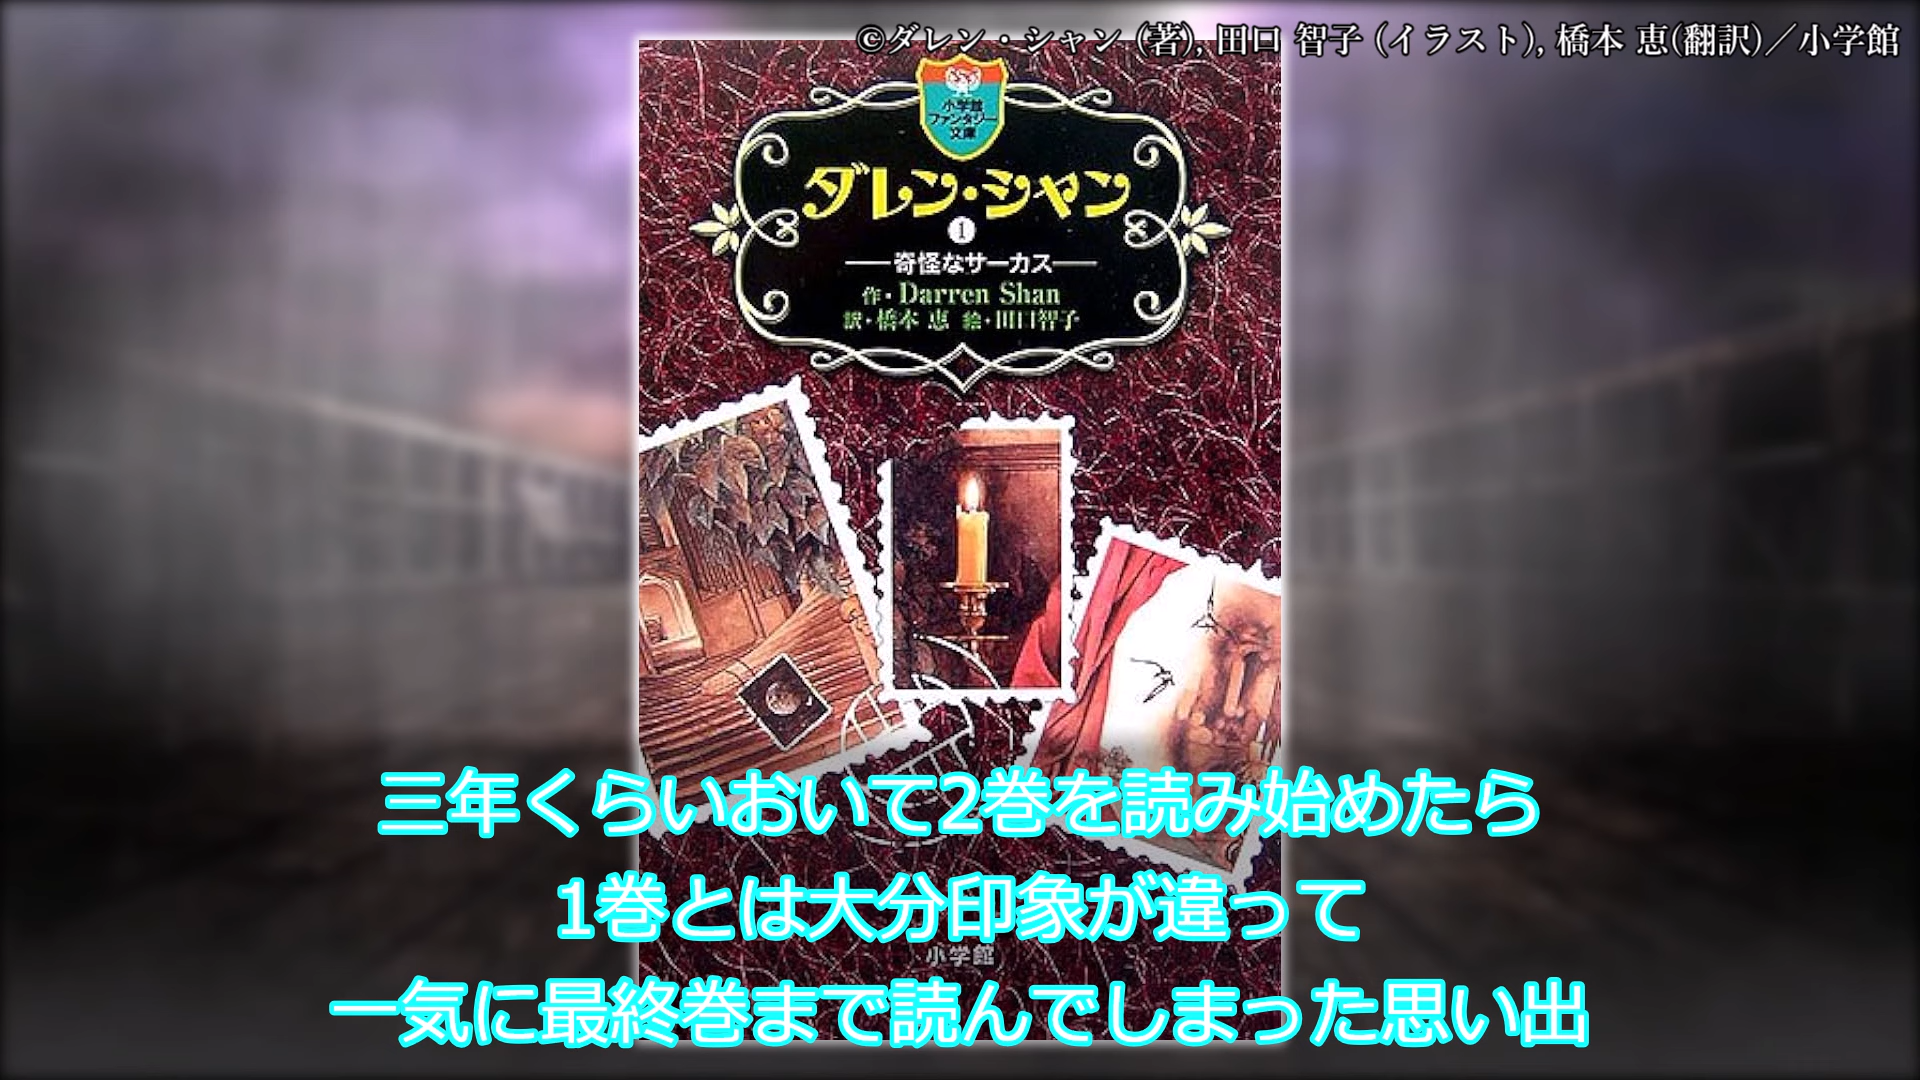 ©ダレン・シャン (著), 田口 智子 (イラスト), 橋本 恵(翻訳)／小学館
小学館
ファンタジー
文庫
ダレン・シャン
1
奇怪なサーカス
作・Darren Shan
訳・橋本 恵 絵・田口智子
三年くらいおいて2巻を読み始めたら
1巻とは大分印象が違って
小学館
一気に最終巻まで読んでしまった思い出